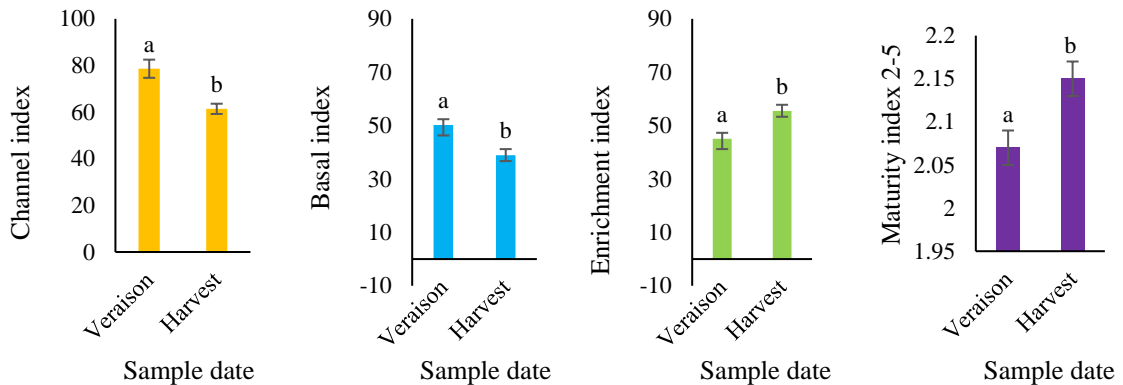 Channel index
100
80
60
40
20
0
a
b
Veraison
Harvest
Sample date
Basal index
90
70
50
30
10
-10
a
b
Veraison
Harvest
Sample date
Enrichment index
90
70
50
30
10
-10
a
b
Veraison
Harvest
Sample date
Maturity index 2-5
2.2
2.15
2.1
2.05
2
1.95
a
b
Veraison
Harvest
Sample date